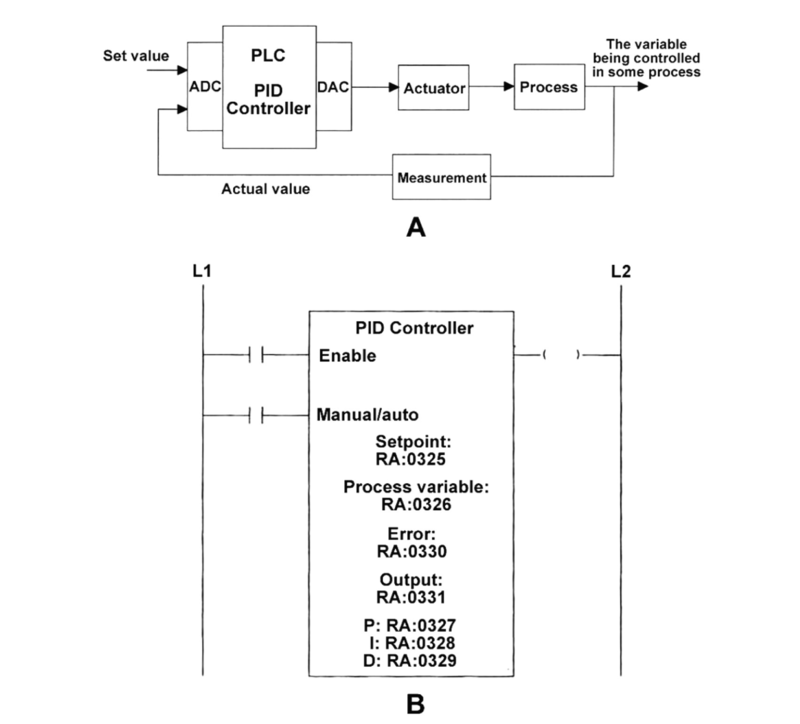 Set value
ADC
PLC
PID
Controller
DAC
Actuator
Process
The variable
being controlled
in some process
Measurement
Actual value
A
L1
L2
PID Controller
Enable
Manual/auto
Setpoint:
RA:0325
Process variable:
RA:0326
Error:
RA:0330
Output:
RA:0331
P: RA:0327
I: RA:0328
D: RA:0329
B